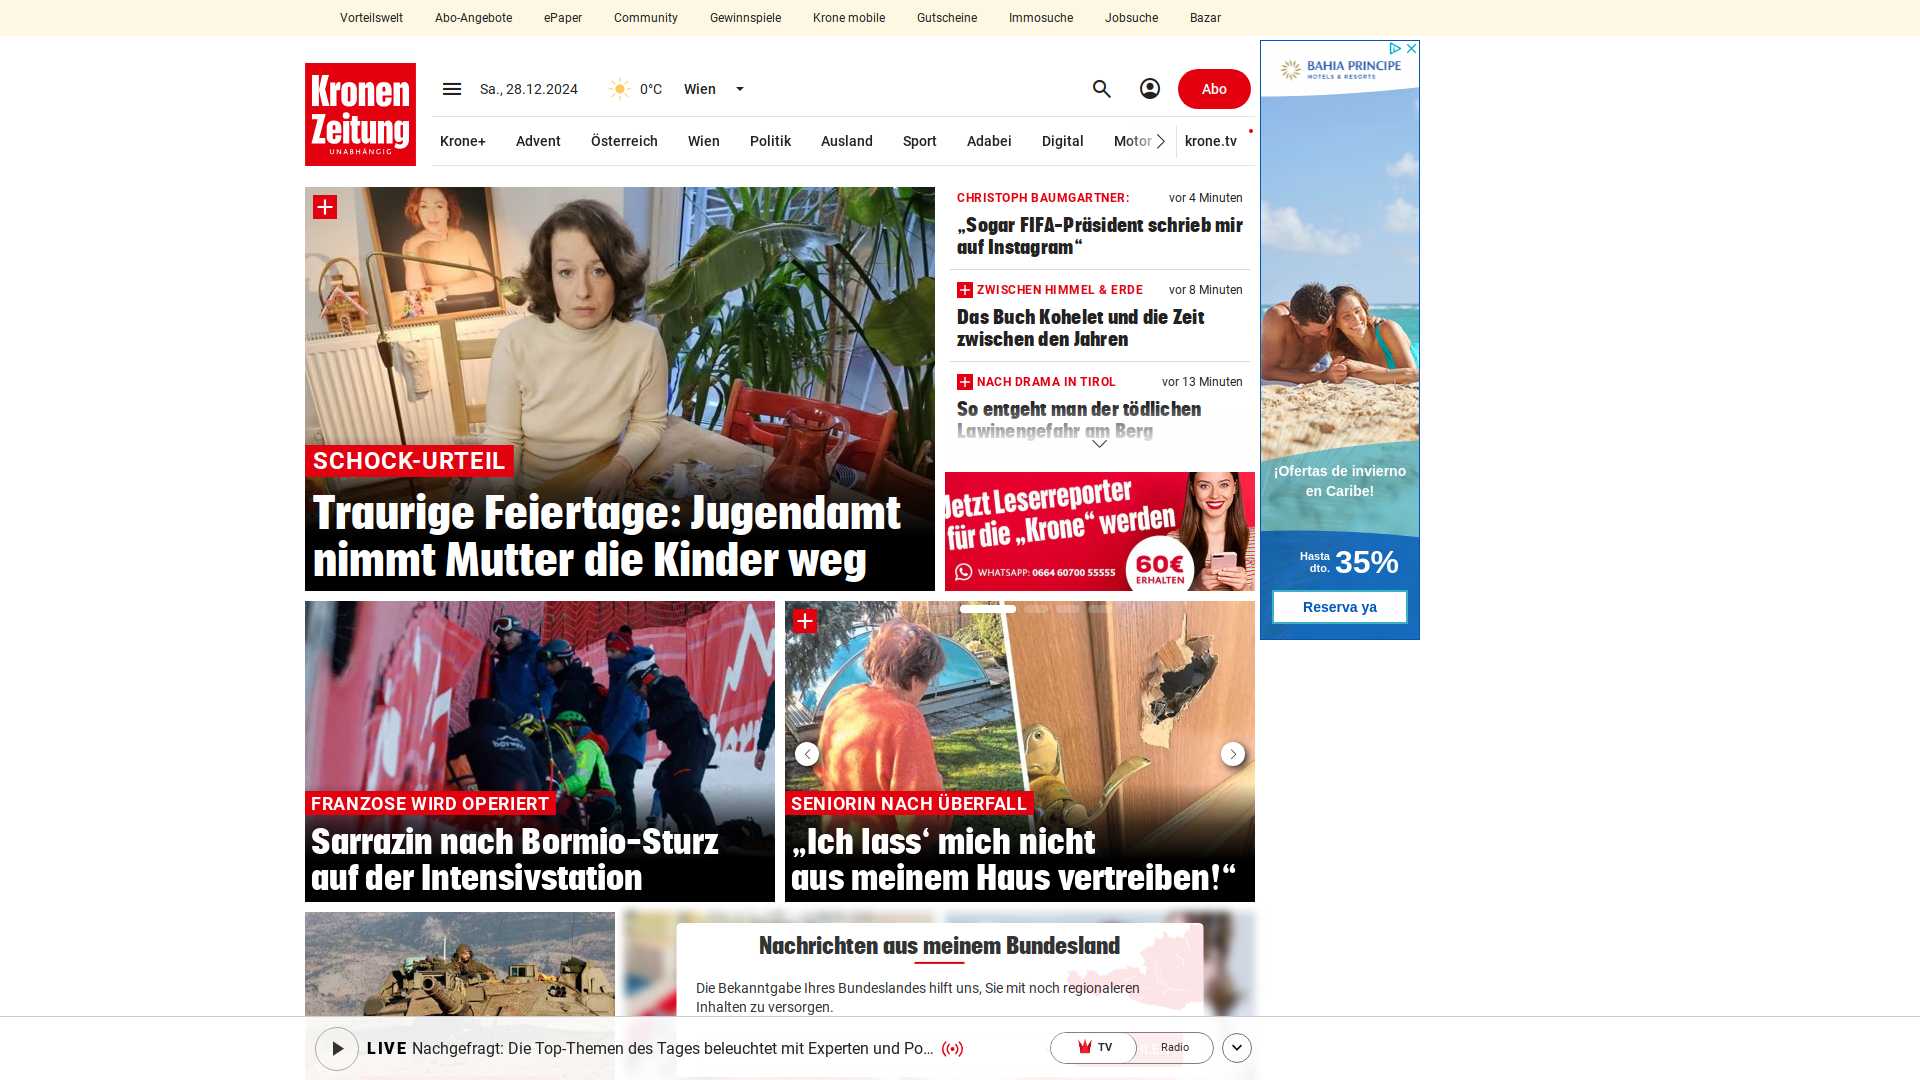 Vorteilswelt Abo-Angebote ePaper Community Gewinnspiele Krone mobile Gutscheine Immosuche Jobsuche Bazar
Kronen
Zeitung
UNABHÄNGIG
Sa., 28.12.2024 0°C Wien Abo
Krone+ Advent Österreich Wien Politik Ausland Sport Adabei Digital Motor krone.tv
SCHOCK-URTEIL
Traurige Feiertage: Jugendamt
nimmt Mutter die Kinder weg
CHRISTOPH BAUMGARTNER: vor 4 Minuten
„Sogar FIFA-Präsident schrieb mir
auf Instagram“
ZWISCHEN HIMMEL & ERDE vor 8 Minuten
Das Buch Kohelet und die Zeit
zwischen den Jahren
NACH DRAMA IN TIROL vor 13 Minuten
So entgeht man der tödlichen
Lawinengefahr am Berg
Jetzt Leserreporter
für die „Krone“ werden
WHATSAPP: 0664 60700 55555
60€
ERHALTEN
BAHIA PRINCIPE
HOTELS & RESORTS
¡Ofertas de invierno
en Caribe!
Hasta
dto. 35%
Reserva ya
FRANZOSE WIRD OPERIERT
Sarrazin nach Bormio-Sturz
auf der Intensivstation
SENIORIN NACH ÜBERFALL
„Ich lass‘ mich nicht
aus meinem Haus vertreiben!“
Nachrichten aus meinem Bundesland
Die Bekanntgabe Ihres Bundeslandes hilft uns, Sie mit noch regionaleren
Inhalten zu versorgen.
LIVE Nachgefragt: Die Top-Themen des Tages beleuchtet mit Experten und Po... TV Radio